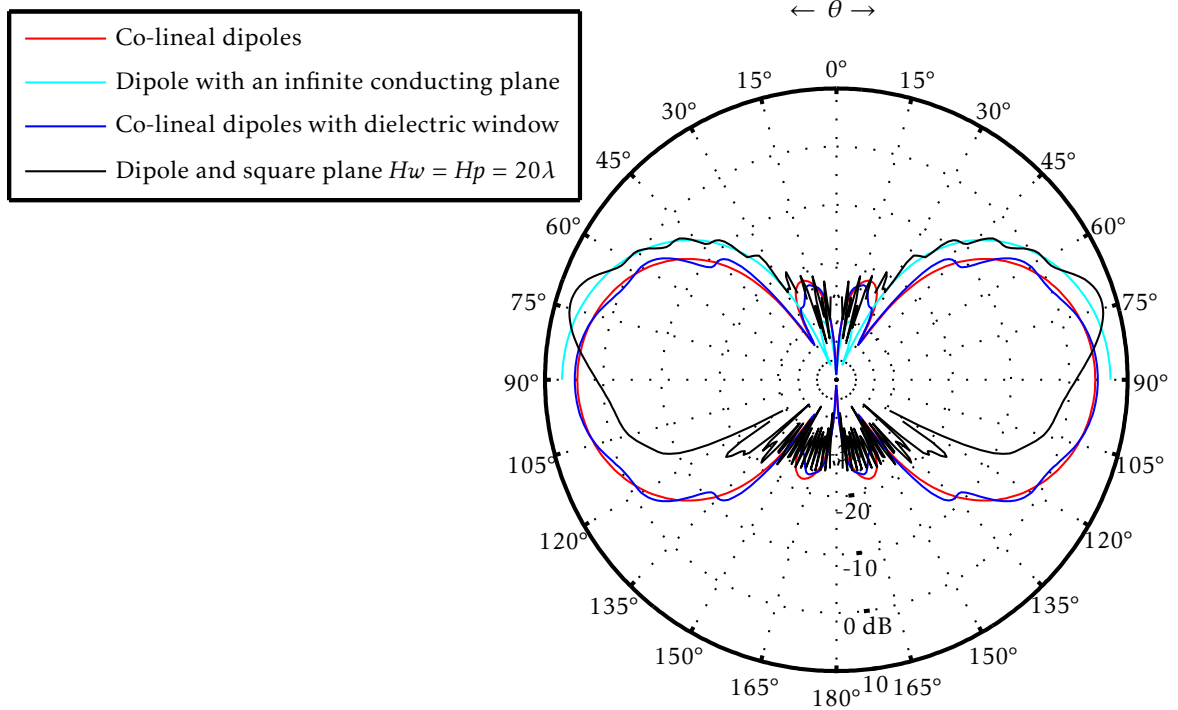 Co-lineal dipoles
Dipole with an infinite conducting plane
Co-lineal dipoles with dielectric window
Dipole and square plane Hw = Hp = 20λ
← θ →
0°
15° 15°
30° 30°
45° 45°
60° 60°
75° 75°
90° 90°
105° 105°
120° 120°
135° 135°
150° 150°
165° 165°
180°
-20
-10
0 dB
10